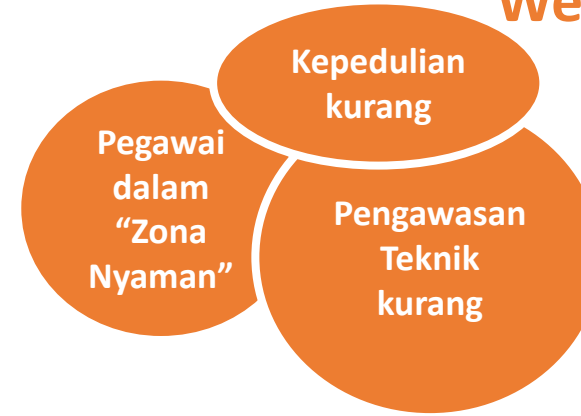 We
Kepedulian
kurang
Pegawai
dalam
“Zona
Nyaman”
Pengawasan
Teknik
kurang